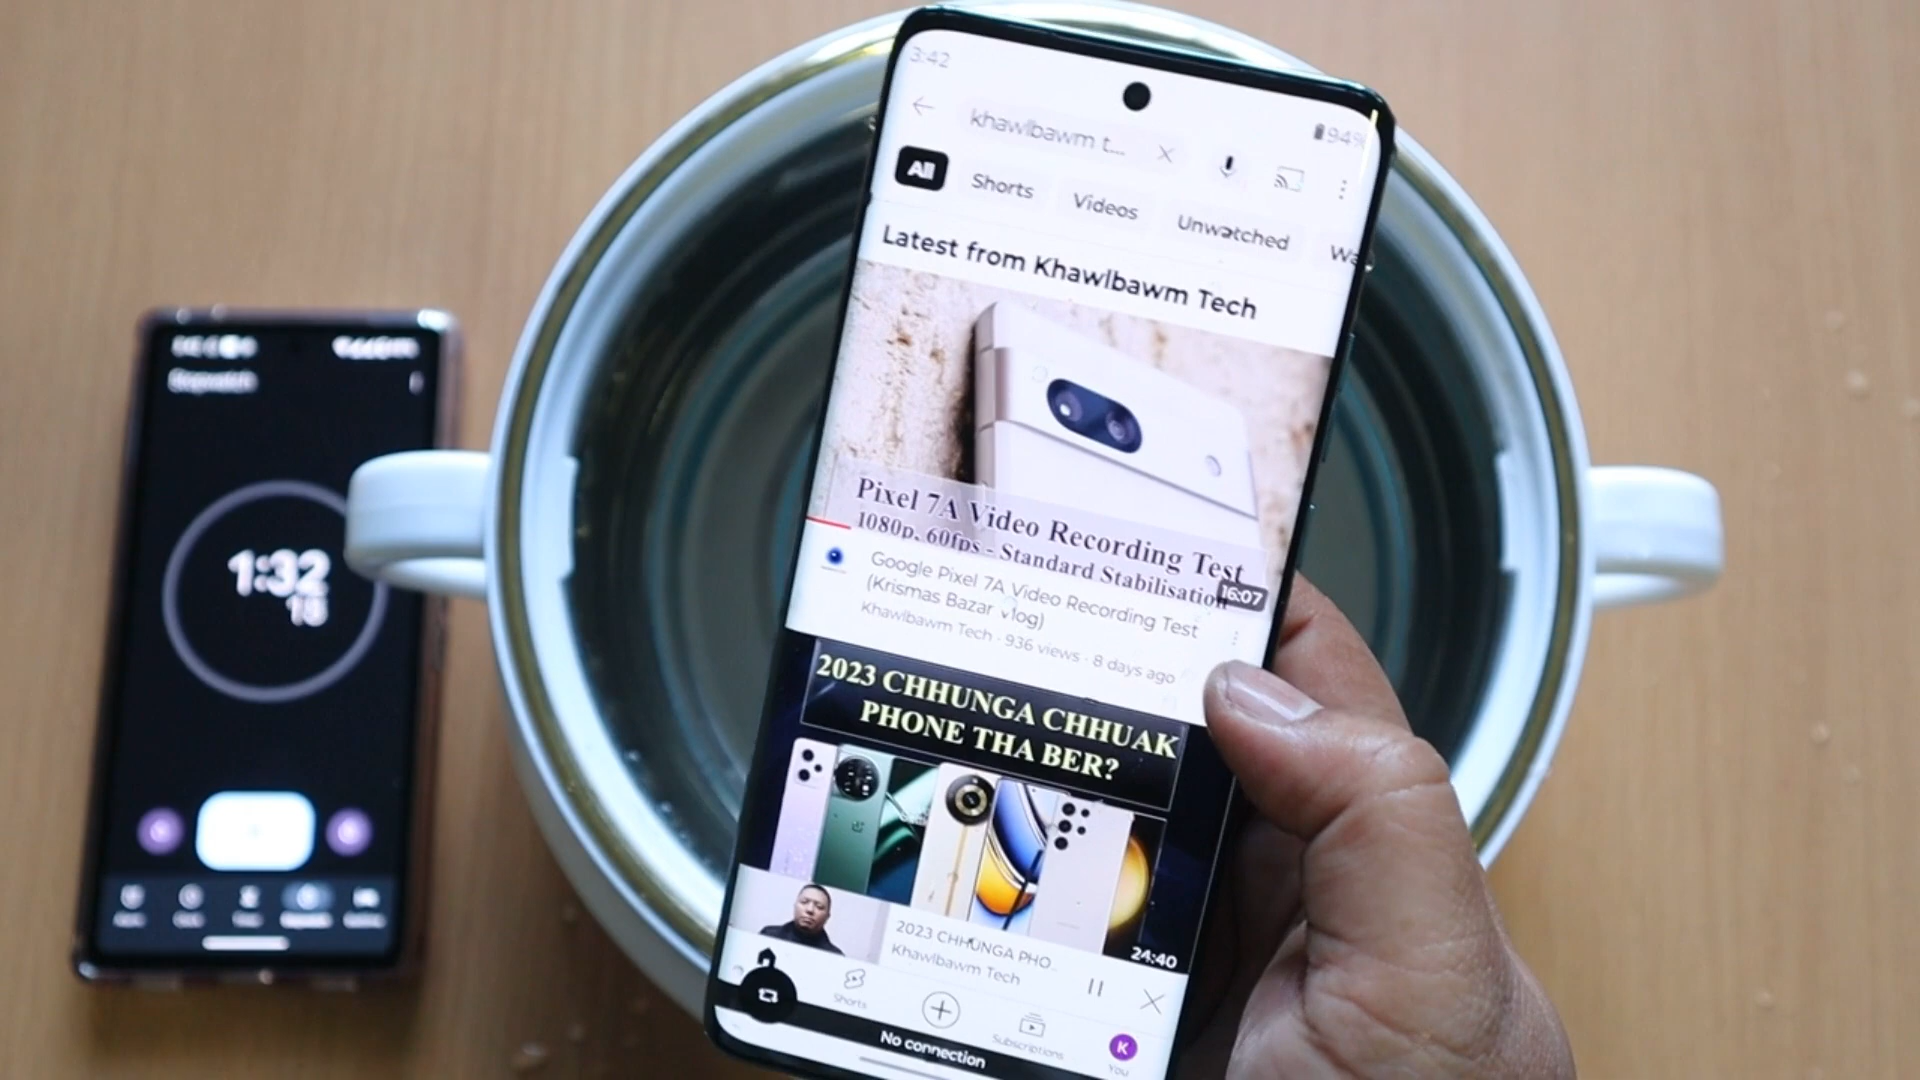 3:42
94%
khawlbawm t...
All
Shorts
Videos
Unwatched
Wa
Latest from Khawlbawm Tech
Pixel 7A Video Recording Test
1080p, 60fps - Standard Stabilisation
16:07
Google Pixel 7A Video Recording Test
(Krismas Bazar vlog)
Khawlbawm Tech · 936 views · 8 days ago
2023 CHHUNGA CHHUAK
PHONE THA BER?
24:40
2023 CHHUNGA PHO...
Khawlbawm Tech
Shorts
Subscriptions
K
You
No connection
Stopwatch
1:32